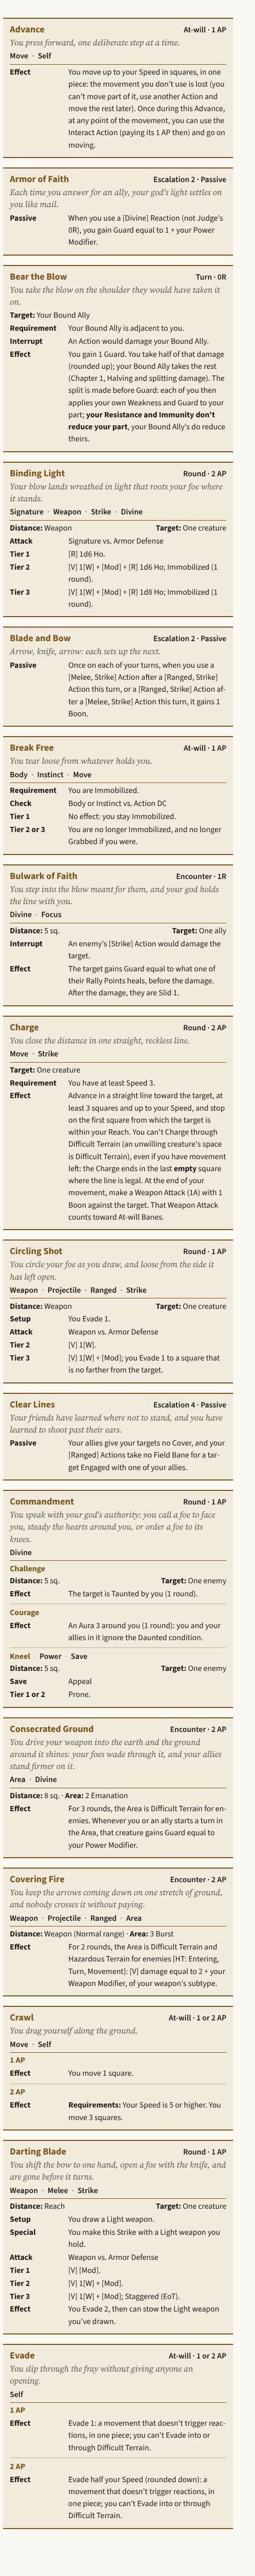 Advance At-will · 1 AP
You press forward, one deliberate step at a time.
Move · Self
Effect You move up to your Speed in squares, in one
piece: the movement you don't use is lost (you
can't move part of it, use another Action and
move the rest later). Once during this Advance,
at any point of the movement, you can use the
Interact Action (paying its 1 AP then) and go on
moving.
Armor of Faith Escalation 2 · Passive
Each time you answer for an ally, your god's light settles on
you like mail.
Passive When you use a [Divine] Reaction (not Judge's
0R), you gain Guard equal to 1 + your Power
Modifier.
Bear the Blow Turn · 0R
You take the blow on the shoulder they would have taken it
on.
Target: Your Bound Ally
Requirement Your Bound Ally is adjacent to you.
Interrupt An Action would damage your Bound Ally.
Effect You gain 1 Guard. You take half of that damage
(rounded up); your Bound Ally takes the rest
(Chapter 1, Halving and splitting damage). The
split is made before Guard: each of you then
applies your own Weakness and Guard to your
part; your Resistance and Immunity don't
reduce your part, your Bound Ally's do reduce
theirs.
Binding Light Round · 2 AP
Your blow lands wreathed in light that roots your foe where
it stands.
Signature · Weapon · Strike · Divine
Distance: Weapon Target: One creature
Attack Signature vs. Armor Defense
Tier 1 [R] 1d6 Ho.
Tier 2 [V] 1[W] + [Mod] + [R] 1d6 Ho; Immobilized (1
round).
Tier 3 [V] 1[W] + [Mod] + [R] 1d8 Ho; Immobilized (1
round).
Blade and Bow Escalation 2 · Passive
Arrow, knife, arrow: each sets up the next.
Passive Once on each of your turns, when you use a
[Melee, Strike] Action after a [Ranged, Strike]
Action this turn, or a [Ranged, Strike] Action af-
ter a [Melee, Strike] Action this turn, it gains 1
Boon.
Break Free At-will · 1 AP
You tear loose from whatever holds you.
Body · Instinct · Move
Requirement You are Immobilized.
Check Body or Instinct vs. Action DC
Tier 1 No effect: you stay Immobilized.
Tier 2 or 3 You are no longer Immobilized, and no longer
Grabbed if you were.
Bulwark of Faith Encounter · 1R
You step into the blow meant for them, and your god holds
the line with you.
Divine · Focus
Distance: 5 sq. Target: One ally
Interrupt An enemy's [Strike] Action would damage the
target.
Effect The target gains Guard equal to what one of
their Rally Points heals, before the damage.
After the damage, they are Slid 1.
Charge Round · 2 AP
You close the distance in one straight, reckless line.
Move · Strike
Target: One creature
Requirement You have at least Speed 3.
Effect Advance in a straight line toward the target, at
least 3 squares and up to your Speed, and stop
on the first square from which the target is
within your Reach. You can't Charge through
Difficult Terrain (an unwilling creature's space
is Difficult Terrain), even if you have movement
left: the Charge ends in the last empty square
where the line is legal. At the end of your
movement, make a Weapon Attack (1A) with 1
Boon against the target. That Weapon Attack
counts toward At-will Banes.
Circling Shot Round · 1 AP
You circle your foe as you draw, and loose from the side it
has left open.
Weapon · Projectile · Ranged · Strike
Distance: Weapon Target: One creature
Setup You Evade 1.
Attack Weapon vs. Armor Defense
Tier 2 [V] 1[W].
Tier 3 [V] 1[W] + [Mod]; you Evade 1 to a square that
is no farther from the target.
Clear Lines Escalation 4 · Passive
Your friends have learned where not to stand, and you have
learned to shoot past their ears.
Passive Your allies give your targets no Cover, and your
[Ranged] Actions take no Field Bane for a tar-
get Engaged with one of your allies.
Commandment Round · 1 AP
You speak with your god's authority: you call a foe to face
you, steady the hearts around you, or order a foe to its
knees.
Divine
Challenge
Distance: 5 sq. Target: One enemy
Effect The target is Taunted by you (1 round).
Courage
Effect An Aura 3 around you (1 round): you and your
allies in it ignore the Daunted condition.
Kneel · Power · Save
Distance: 5 sq. Target: One enemy
Save Appeal
Tier 1 or 2 Prone.
Consecrated Ground Encounter · 2 AP
You drive your weapon into the earth and the ground
around it shines: your foes wade through it, and your allies
stand firmer on it.
Area · Divine
Distance: 8 sq. · Area: 2 Emanation
Effect For 3 rounds, the Area is Difficult Terrain for en-
emies. Whenever you or an ally starts a turn in
the Area, that creature gains Guard equal to
your Power Modifier.
Covering Fire Encounter · 2 AP
You keep the arrows coming down on one stretch of ground,
and nobody crosses it without paying.
Weapon · Projectile · Ranged · Area
Distance: Weapon (Normal range) · Area: 3 Burst
Effect For 2 rounds, the Area is Difficult Terrain and
Hazardous Terrain for enemies [HT: Entering,
Turn, Movement]: [V] damage equal to 2 + your
Weapon Modifier, of your weapon's subtype.
Crawl At-will · 1 or 2 AP
You drag yourself along the ground.
Move · Self
1 AP
Effect You move 1 square.
2 AP
Effect Requirements: Your Speed is 5 or higher. You
move 3 squares.
Darting Blade Round · 1 AP
You shift the bow to one hand, open a foe with the knife, and
are gone before it turns.
Weapon · Melee · Strike
Distance: Reach Target: One creature
Setup You draw a Light weapon.
Special You make this Strike with a Light weapon you
hold.
Attack Weapon vs. Armor Defense
Tier 1 [V] [Mod].
Tier 2 [V] 1[W] + [Mod].
Tier 3 [V] 1[W] + [Mod]; Staggered (EoT).
Effect You Evade 2, then can stow the Light weapon
you've drawn.
Evade At-will · 1 or 2 AP
You slip through the fray without giving anyone an
opening.
Self
1 AP
Effect Evade 1: a movement that doesn't trigger reac-
tions, in one piece; you can't Evade into or
through Difficult Terrain.
2 AP
Effect Evade half your Speed (rounded down): a
movement that doesn't trigger reactions, in
one piece; you can't Evade into or through
Difficult Terrain.